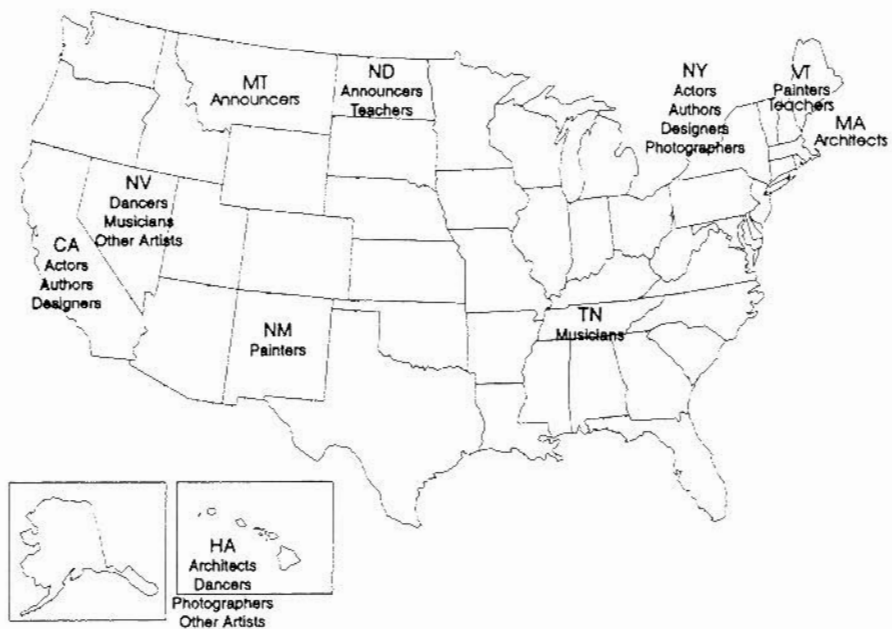 MT
Announcers
ND
Announcers
Teachers
NY
Actors
Authors
Designers
Photographers
VT
Painters
Teachers
MA
Architects
NV
Dancers
Musicians
Other Artists
CA
Actors
Authors
Designers
NM
Painters
TN
Musicians
HA
Architects
Dancers
Photographers
Other Artists